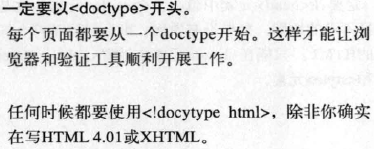 一定要以<doctype>开头。
每个页面都要从一个doctype开始。这样才能让浏
览器和验证工具顺利开展工作。
任何时候都要使用<!docytype html>，除非你确实
在写HTML 4.01或XHTML。